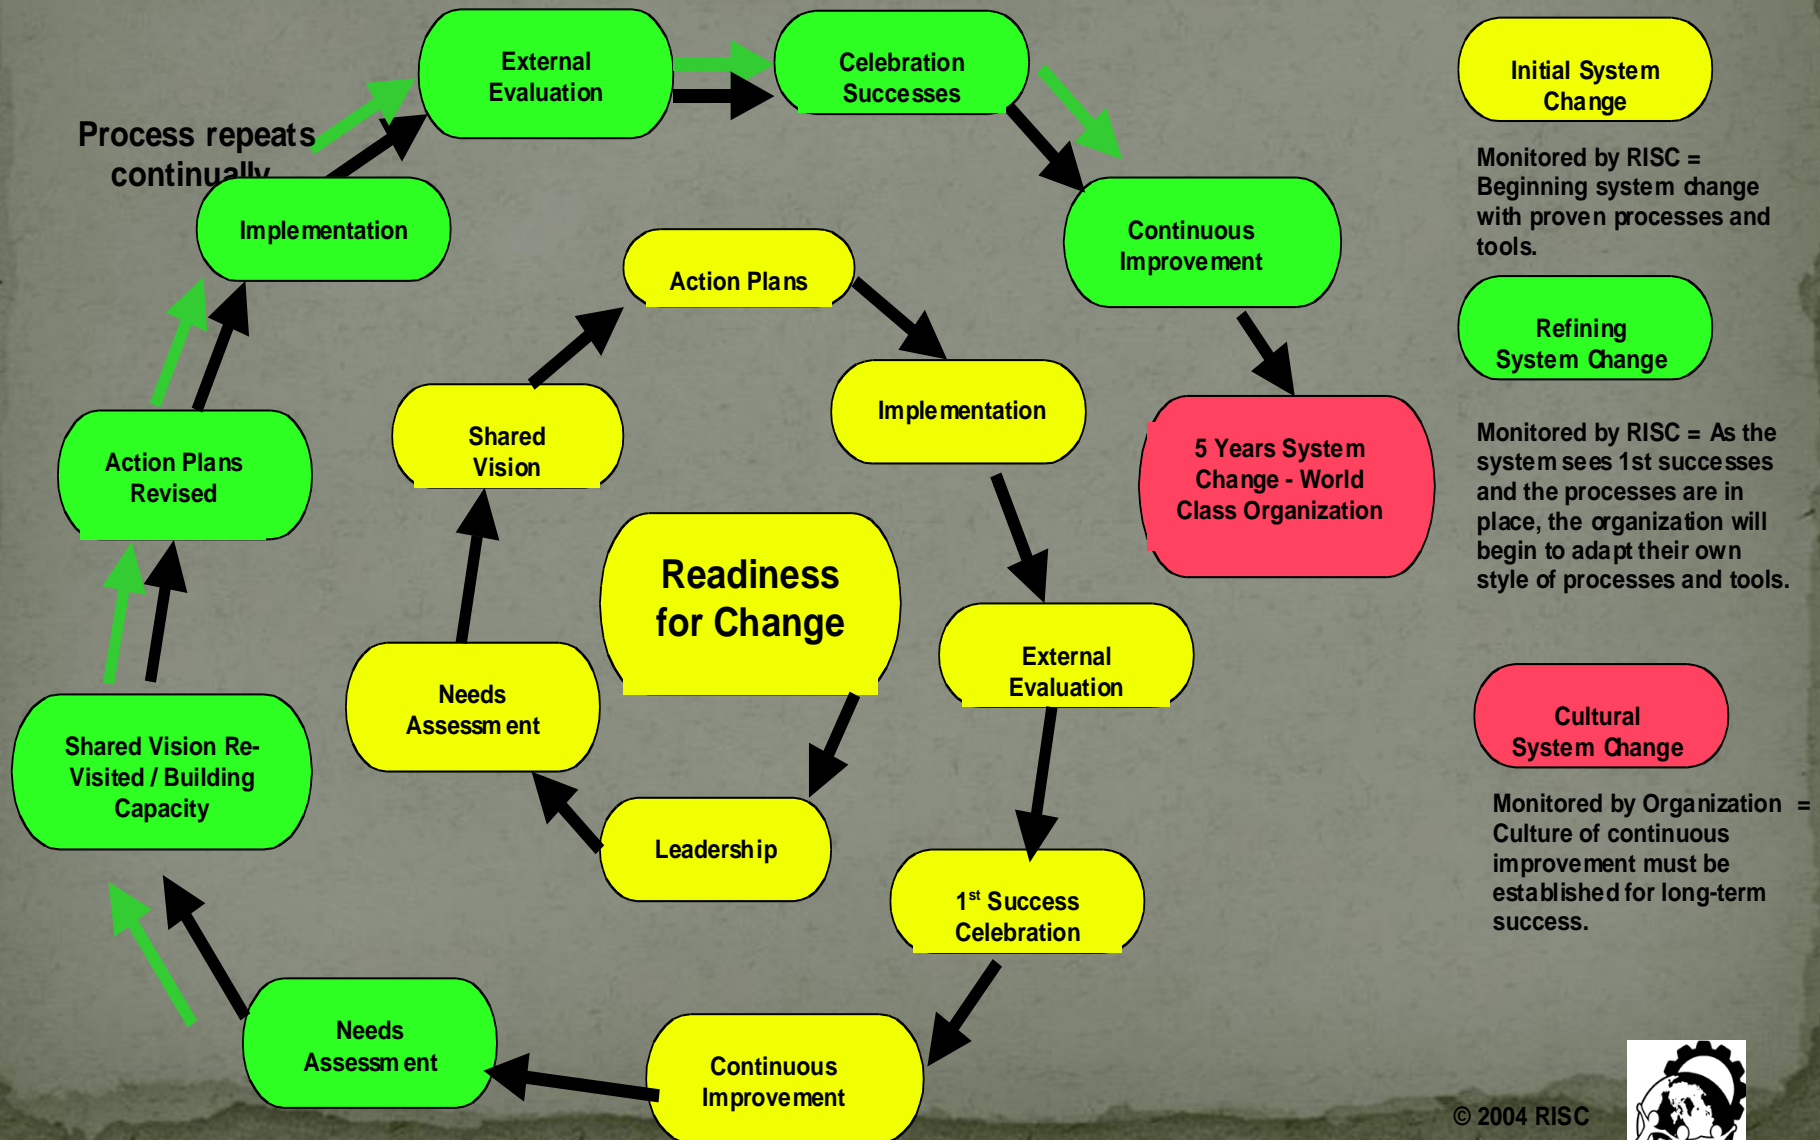 External
Evaluation
Celebration
Successes
Process repeats
continually
Implementation
Continuous
Improvement
Action Plans
Revised
5 Years System
Change - World
Class Organization
Shared Vision Re-
Visited / Building
Capacity
Needs
Assessment
Action Plans
Shared
Vision
Implementation
Readiness
for Change
Needs
Assessment
External
Evaluation
Leadership
1st Success
Celebration
Continuous
Improvement
Initial System
Change
Monitored by RISC =
Beginning system change
with proven processes and
tools.
Refining
System Change
Monitored by RISC = As the
system sees 1st successes
and the processes are in
place, the organization will
begin to adapt their own
style of processes and tools.
Cultural
System Change
Monitored by Organization =
Culture of continuous
improvement must be
established for long-term
success.
© 2004 RISC